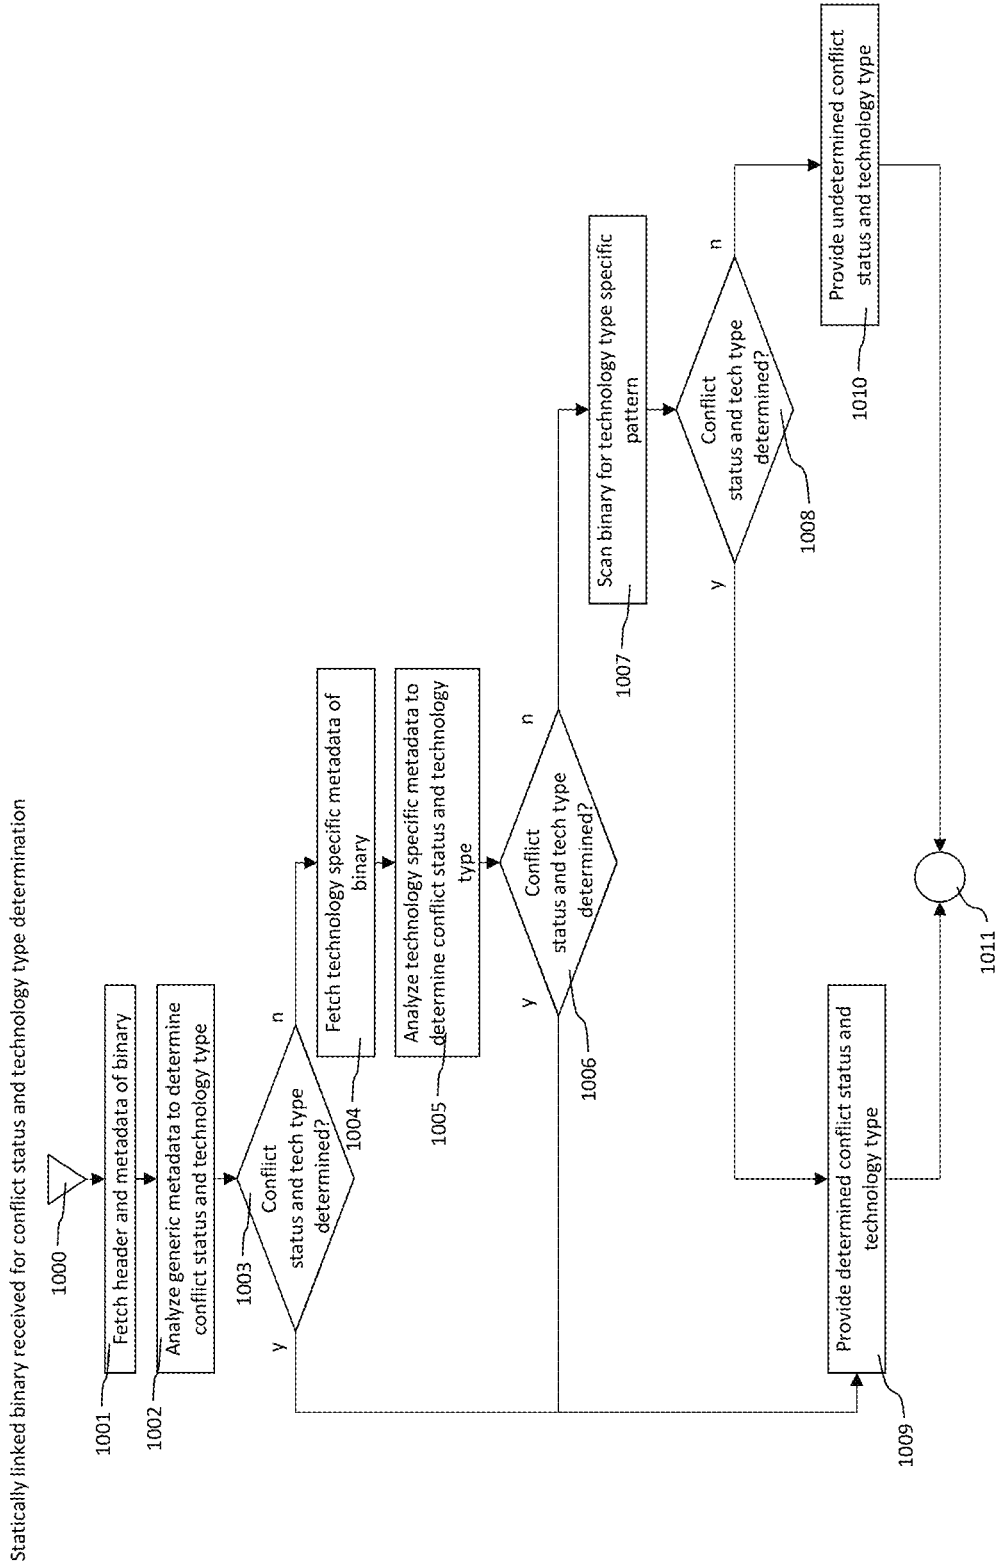 Statically linked binary received for conflict status and technology type determination
1000
Fetch header and metadata of binary
1001
Analyze generic metadata to determine
conflict status and technology type
1002
Conflict
status and tech type
determined?
1003
y
n
Fetch technology specific metadata of
binary
1004
Analyze technology specific metadata to
determine conflict status and technology
type
1005
Conflict
status and tech type
determined?
1006
y
n
Scan binary for technology type specific
pattern
1007
Conflict
status and tech type
determined?
1008
y
n
Provide determined conflict status and
technology type
1009
Provide undetermined conflict
status and technology type
1010
1011